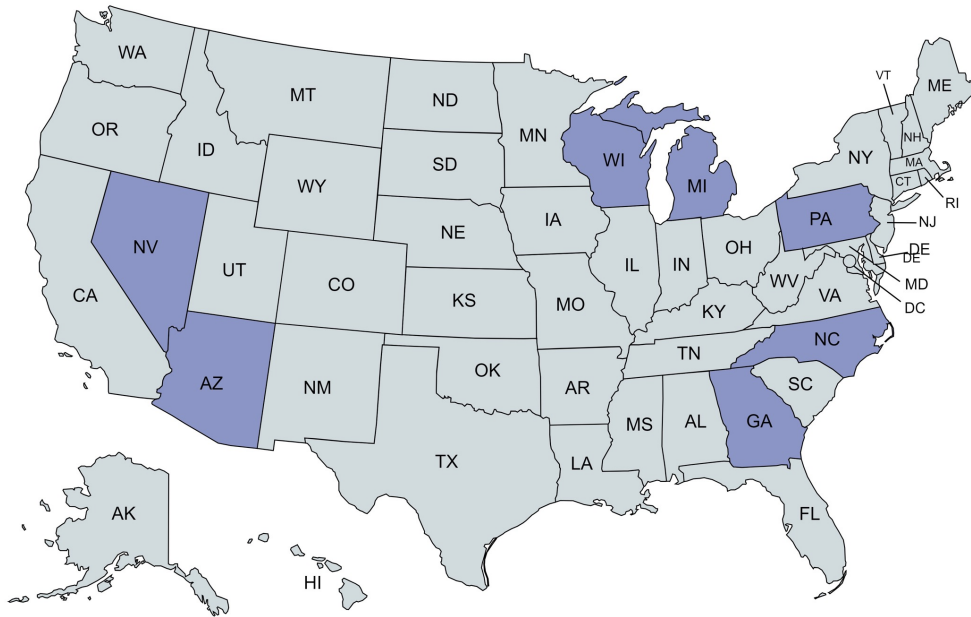 WA
MT
ND
MN
VT
ME
OR
ID
SD
WI
MI
NY
NH
MA
CT
RI
WY
IA
PA
NJ
NV
NE
OH
DE
DE
UT
CO
IL
IN
WV
MD
CA
KS
MO
KY
VA
DC
AZ
NM
OK
AR
TN
NC
SC
MS
AL
GA
TX
LA
FL
AK
HI